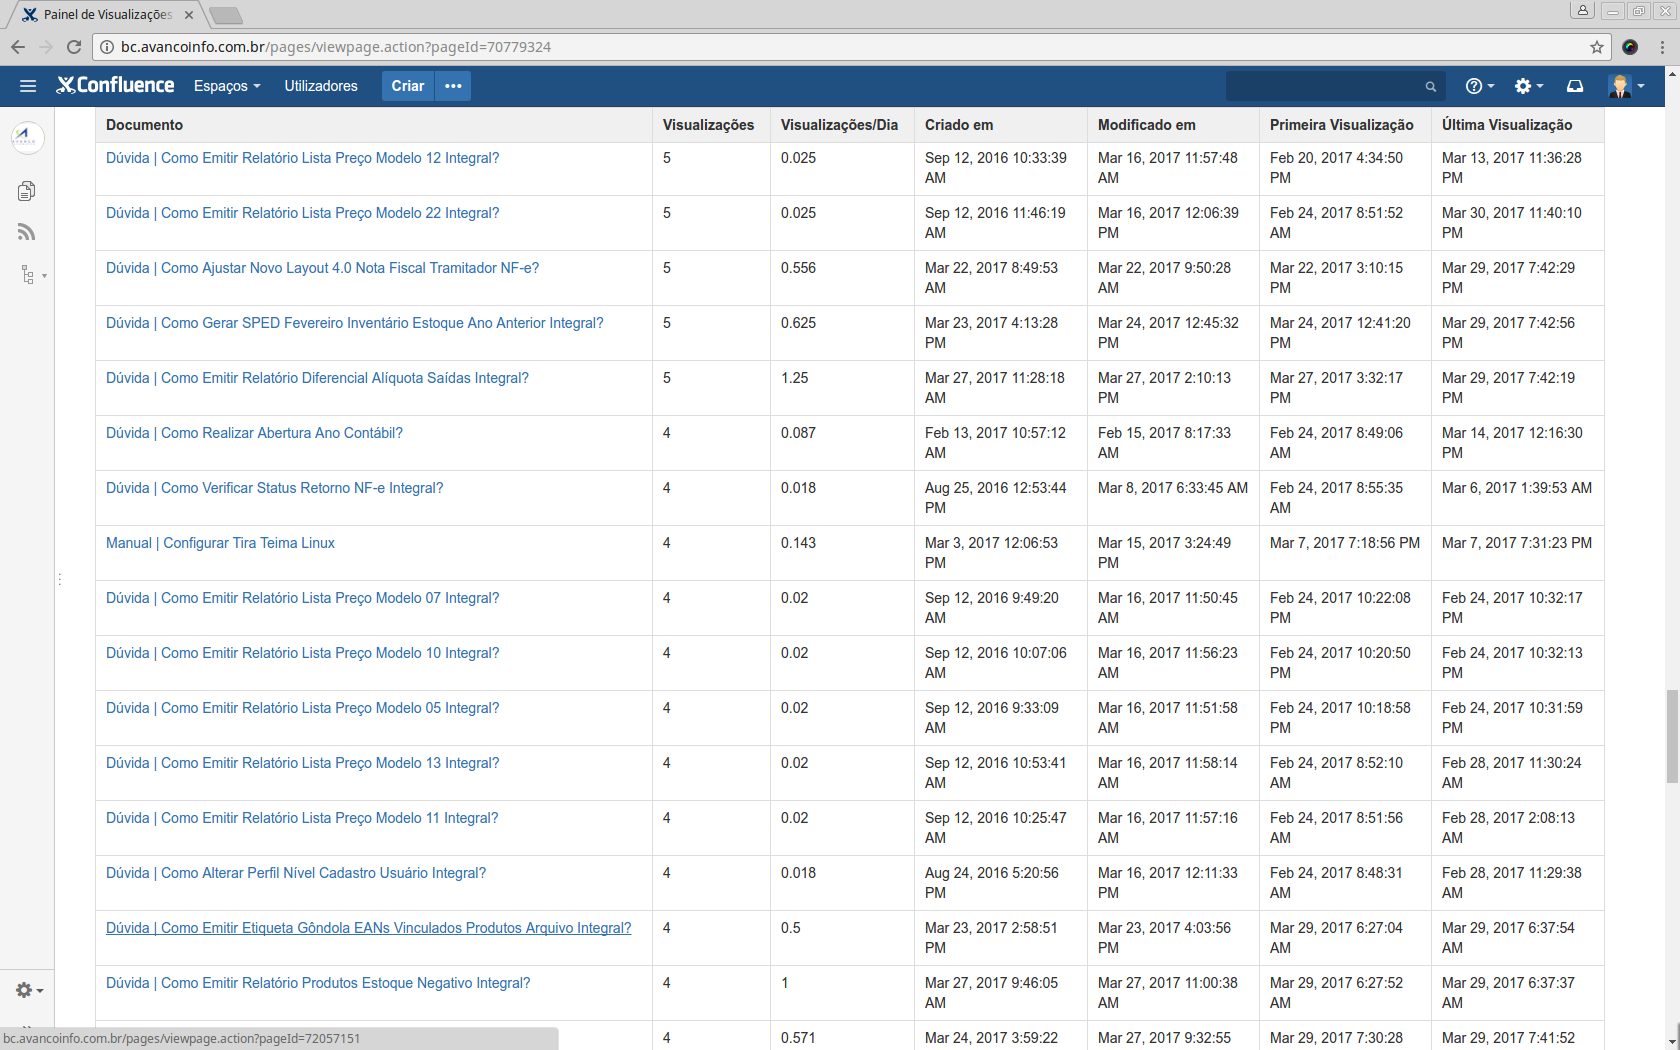 Painel de Visualizações
bc.avancoinfo.com.br/pages/viewpage.action?pageId=70779324
Confluence Espaços Utilizadores Criar •••
Documento Visualizações Visualizações/Dia Criado em Modificado em Primeira Visualização Última Visualização
Dúvida | Como Emitir Relatório Lista Preço Modelo 12 Integral? 5 0.025 Sep 12, 2016 10:33:39 Mar 16, 2017 11:57:48 Feb 20, 2017 4:34:50 Mar 13, 2017 11:36:28
AM AM PM PM
Dúvida | Como Emitir Relatório Lista Preço Modelo 22 Integral? 5 0.025 Sep 12, 2016 11:46:19 Mar 16, 2017 12:06:39 Feb 24, 2017 8:51:52 Mar 30, 2017 11:40:10
AM PM AM PM
Dúvida | Como Ajustar Novo Layout 4.0 Nota Fiscal Tramitador NF-e? 5 0.556 Mar 22, 2017 8:49:53 Mar 22, 2017 9:50:28 Mar 22, 2017 3:10:15 Mar 29, 2017 7:42:29
AM AM PM PM
Dúvida | Como Gerar SPED Fevereiro Inventário Estoque Ano Anterior Integral? 5 0.625 Mar 23, 2017 4:13:28 Mar 24, 2017 12:45:32 Mar 24, 2017 12:41:20 Mar 29, 2017 7:42:56
PM PM PM PM
Dúvida | Como Emitir Relatório Diferencial Alíquota Saídas Integral? 5 1.25 Mar 27, 2017 11:28:18 Mar 27, 2017 2:10:13 Mar 27, 2017 3:32:17 Mar 29, 2017 7:42:19
AM PM PM PM
Dúvida | Como Realizar Abertura Ano Contábil? 4 0.087 Feb 13, 2017 10:57:12 Feb 15, 2017 8:17:33 Feb 24, 2017 8:49:06 Mar 14, 2017 12:16:30
AM AM AM PM
Dúvida | Como Verificar Status Retorno NF-e Integral? 4 0.018 Aug 25, 2016 12:53:44 Mar 8, 2017 6:33:45 AM Feb 24, 2017 8:55:35 Mar 6, 2017 1:39:53 AM
PM AM
Manual | Configurar Tira Teima Linux 4 0.143 Mar 3, 2017 12:06:53 Mar 15, 2017 3:24:49 Mar 7, 2017 7:18:56 PM Mar 7, 2017 7:31:23 PM
PM PM
Dúvida | Como Emitir Relatório Lista Preço Modelo 07 Integral? 4 0.02 Sep 12, 2016 9:49:20 Mar 16, 2017 11:50:45 Feb 24, 2017 10:22:08 Feb 24, 2017 10:32:17
AM AM PM PM
Dúvida | Como Emitir Relatório Lista Preço Modelo 10 Integral? 4 0.02 Sep 12, 2016 10:07:06 Mar 16, 2017 11:56:23 Feb 24, 2017 10:20:50 Feb 24, 2017 10:32:13
AM AM PM PM
Dúvida | Como Emitir Relatório Lista Preço Modelo 05 Integral? 4 0.02 Sep 12, 2016 9:33:09 Mar 16, 2017 11:51:58 Feb 24, 2017 10:18:58 Feb 24, 2017 10:31:59
AM AM PM PM
Dúvida | Como Emitir Relatório Lista Preço Modelo 13 Integral? 4 0.02 Sep 12, 2016 10:53:41 Mar 16, 2017 11:58:14 Feb 24, 2017 8:52:10 Feb 28, 2017 11:30:24
AM AM AM AM
Dúvida | Como Emitir Relatório Lista Preço Modelo 11 Integral? 4 0.02 Sep 12, 2016 10:25:47 Mar 16, 2017 11:57:16 Feb 24, 2017 8:51:56 Feb 28, 2017 2:08:13
AM AM AM AM
Dúvida | Como Alterar Perfil Nível Cadastro Usuário Integral? 4 0.018 Aug 24, 2016 5:20:56 Mar 16, 2017 12:11:33 Feb 24, 2017 8:48:31 Feb 28, 2017 11:29:38
PM PM AM AM
Dúvida | Como Emitir Etiqueta Gôndola EANs Vinculados Produtos Arquivo Integral? 4 0.5 Mar 23, 2017 2:58:51 Mar 23, 2017 4:03:56 Mar 29, 2017 6:27:04 Mar 29, 2017 6:37:54
PM PM AM AM
Dúvida | Como Emitir Relatório Produtos Estoque Negativo Integral? 4 1 Mar 27, 2017 9:46:05 Mar 27, 2017 11:00:38 Mar 29, 2017 6:27:52 Mar 29, 2017 6:37:37
AM AM AM AM
4 0.571 Mar 24, 2017 3:59:22 Mar 27, 2017 9:32:55 Mar 29, 2017 7:30:28 Mar 29, 2017 7:41:52
bc.avancoinfo.com.br/pages/viewpage.action?pageId=72057151